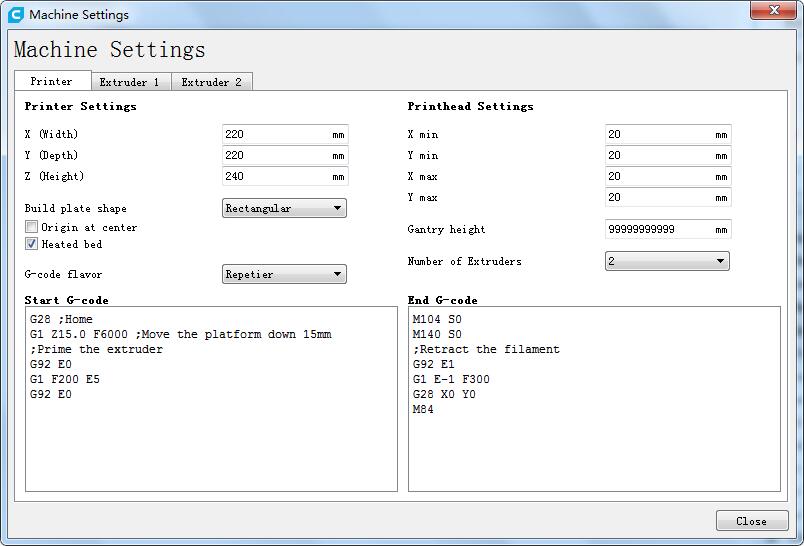 Machine Settings
Machine Settings
Printer
Extruder 1
Extruder 2
Printer Settings
X (Width)
220 mm
Y (Depth)
220 mm
Z (Height)
240 mm
Build plate shape
Rectangular
Origin at center
Heated bed
G-code flavor
Repetier
Printhead Settings
X min
20 mm
Y min
20 mm
X max
20 mm
Y max
20 mm
Gantry height
99999999999 mm
Number of Extruders
2
Start G-code
G28 ;Home
G1 Z15.0 F6000 ;Move the platform down 15mm
;Prime the extruder
G92 E0
G1 F200 E5
G92 E0
End G-code
M104 S0
M140 S0
;Retract the filament
G92 E1
G1 E-1 F300
G28 X0 Y0
M84
Close